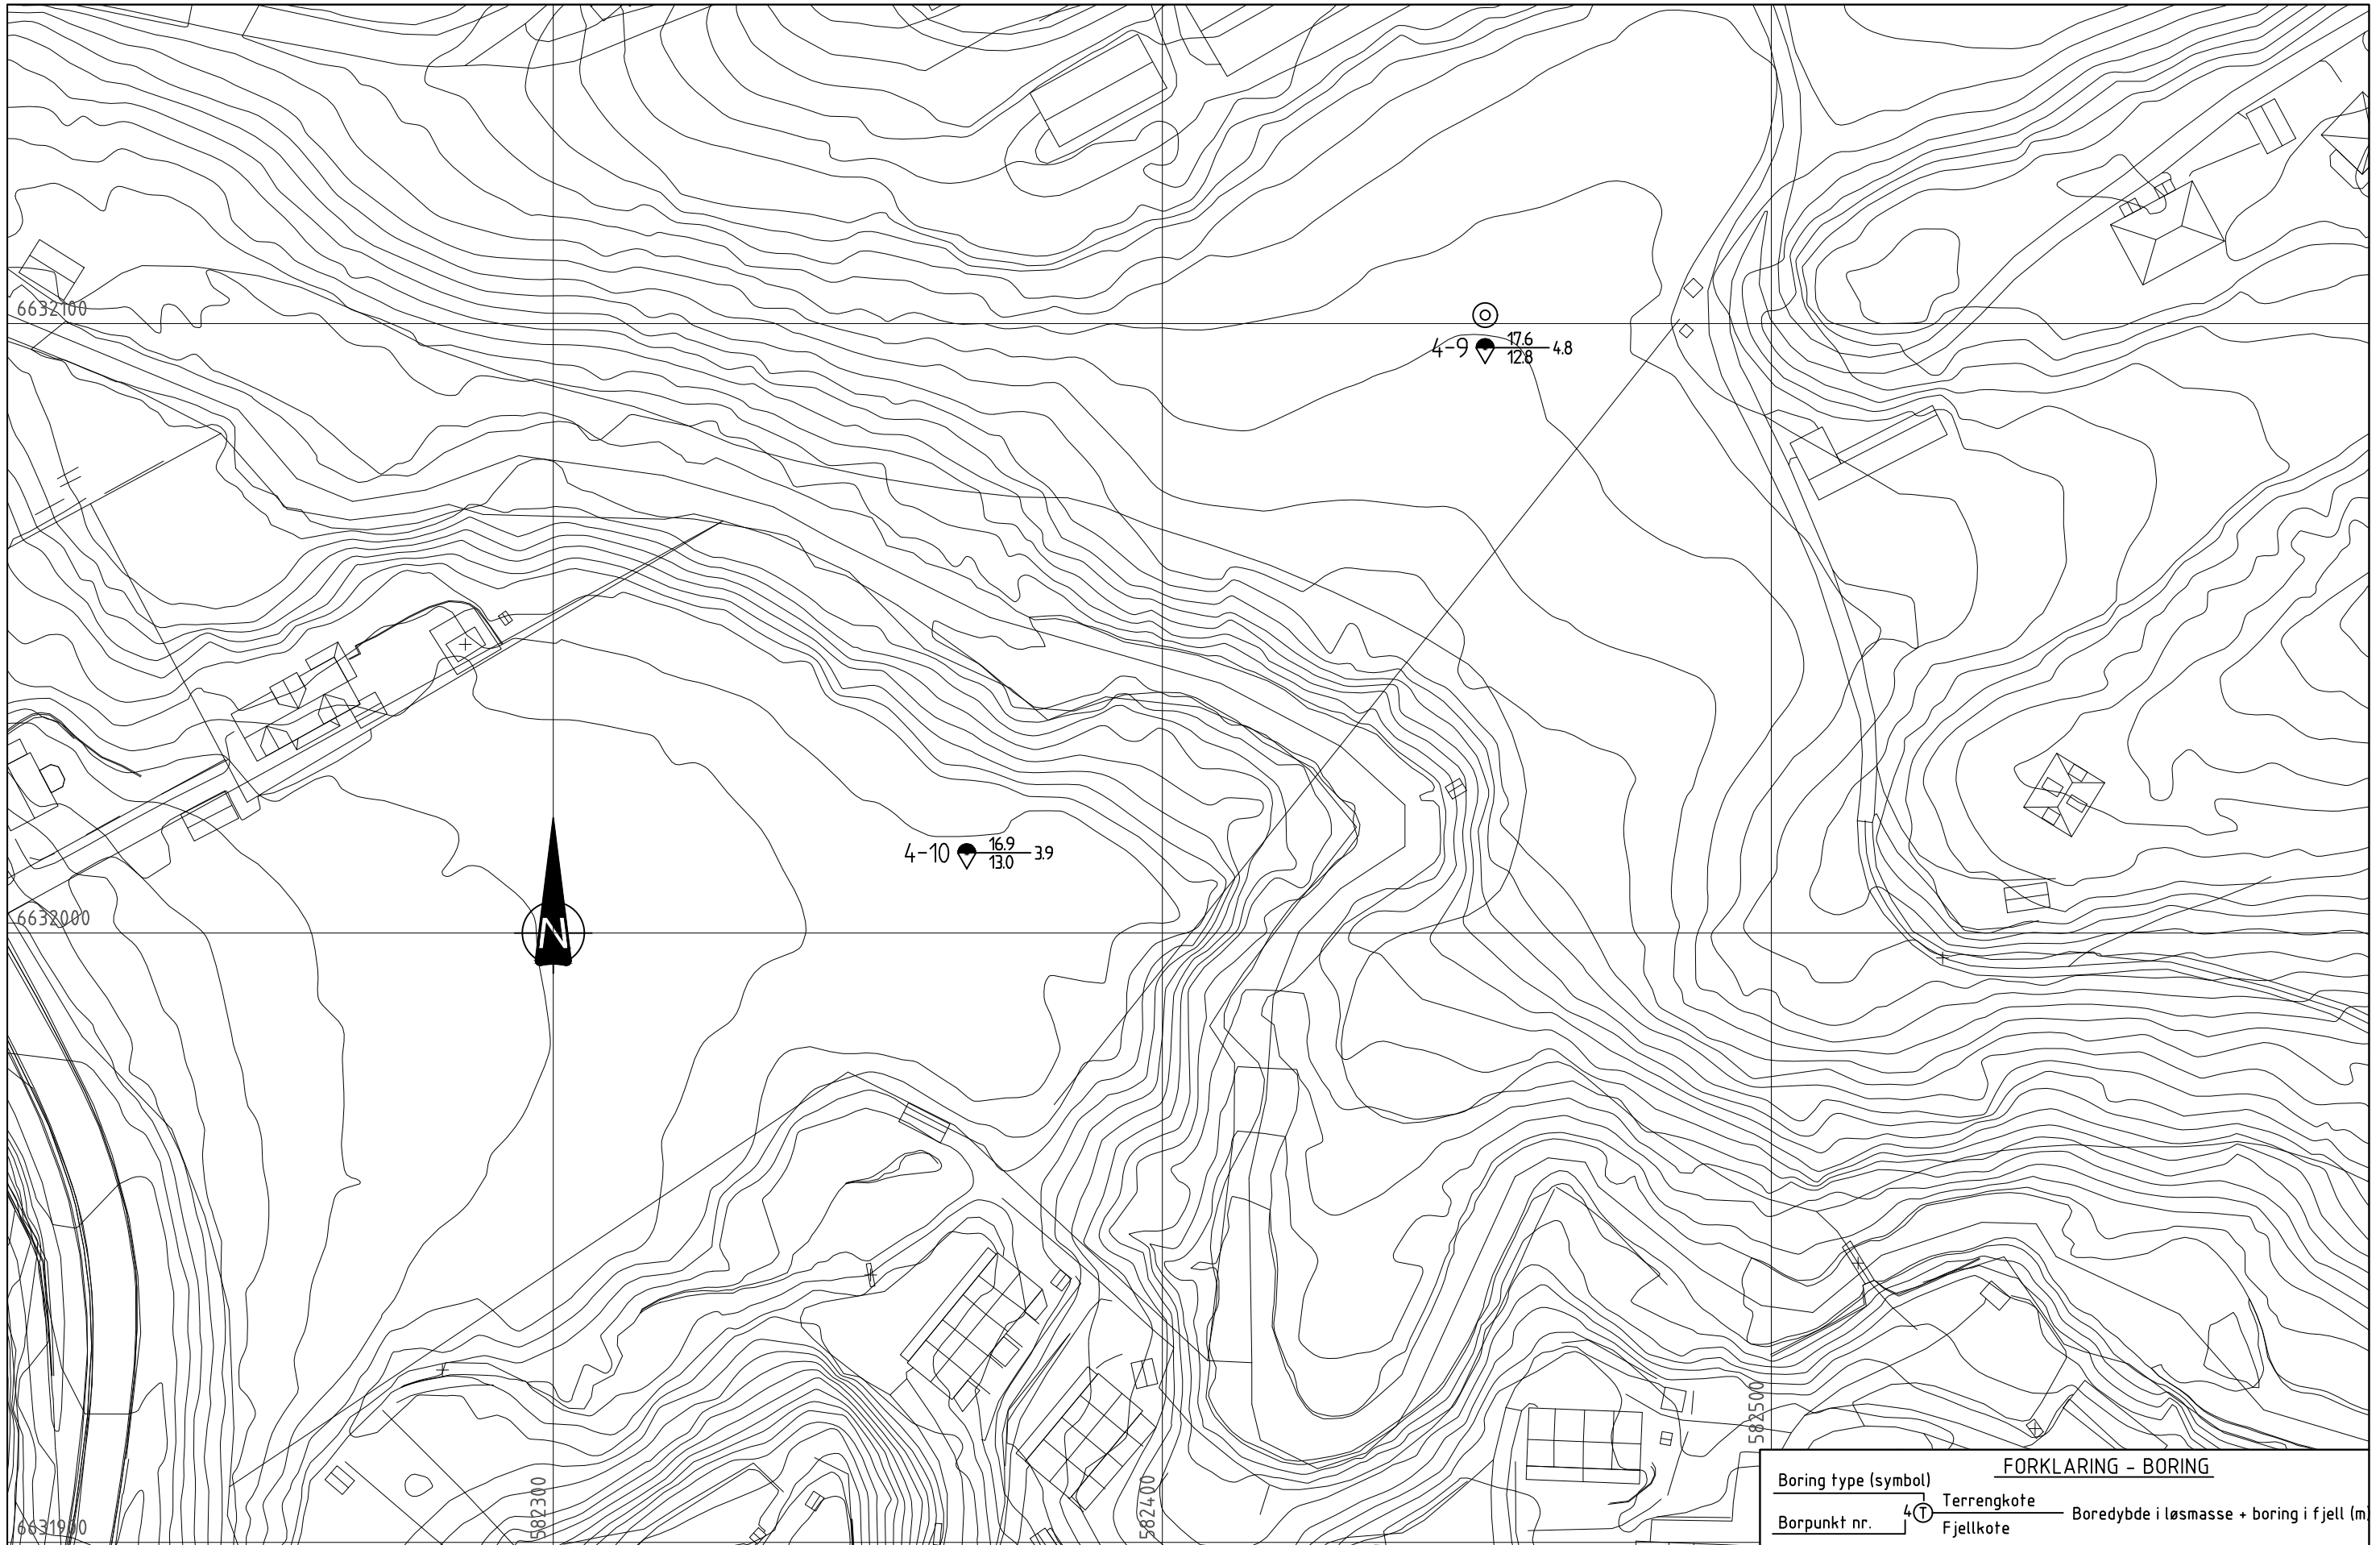 6632100
4-9 17.6 4.8
12.8
4-10 16.9 3.9
13.0
6632000
N
582500
582300
582400
6631900
FORKLARING - BORING
Boring type (symbol)
Terrengkote
4 T Boredybde i løsmasse + boring i fjell (m)
Borpunkt nr.
Fjellkote